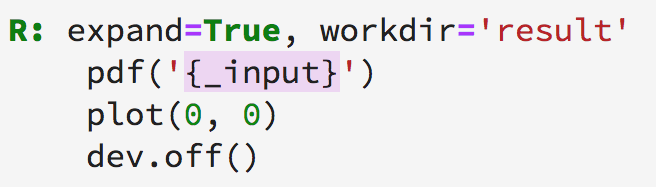 R: expand=True, workdir='result'
pdf('{_input}')
plot(0, 0)
dev.off()